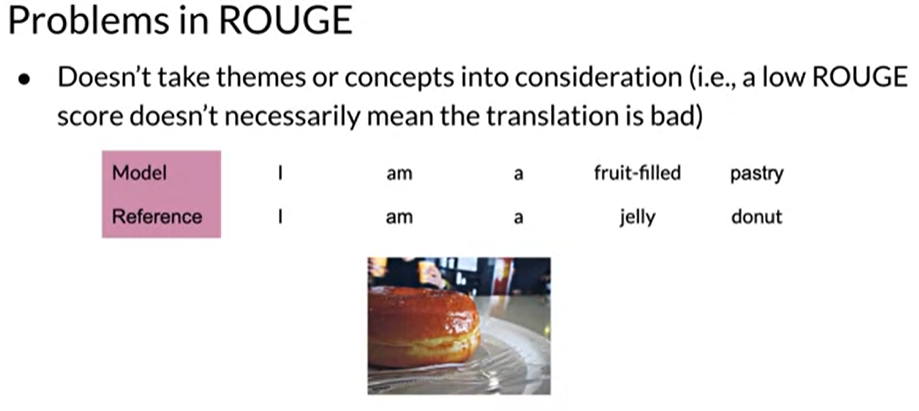 Problems in ROUGE
● Doesn't take themes or concepts into consideration (i.e., a low ROUGE
score doesn't necessarily mean the translation is bad)
Model I am a fruit-filled pastry
Reference I am a jelly donut